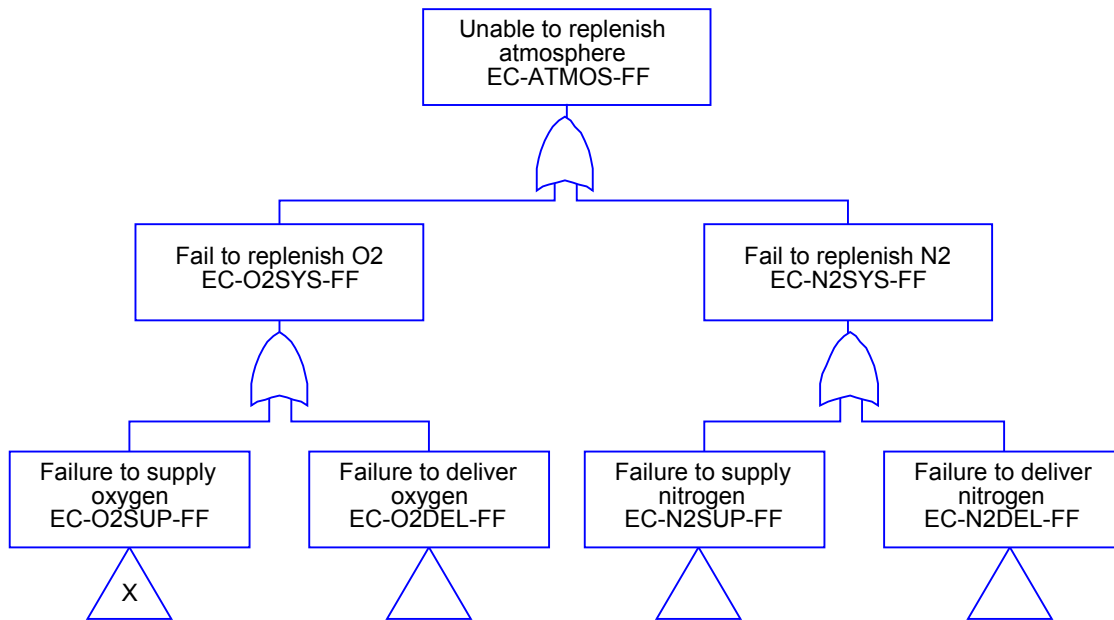 Unable to replenish
atmosphere
EC-ATMOS-FF
Fail to replenish O2
EC-O2SYS-FF
Fail to replenish N2
EC-N2SYS-FF
Failure to supply
oxygen
EC-O2SUP-FF
Failure to deliver
oxygen
EC-O2DEL-FF
Failure to supply
nitrogen
EC-N2SUP-FF
Failure to deliver
nitrogen
EC-N2DEL-FF
X